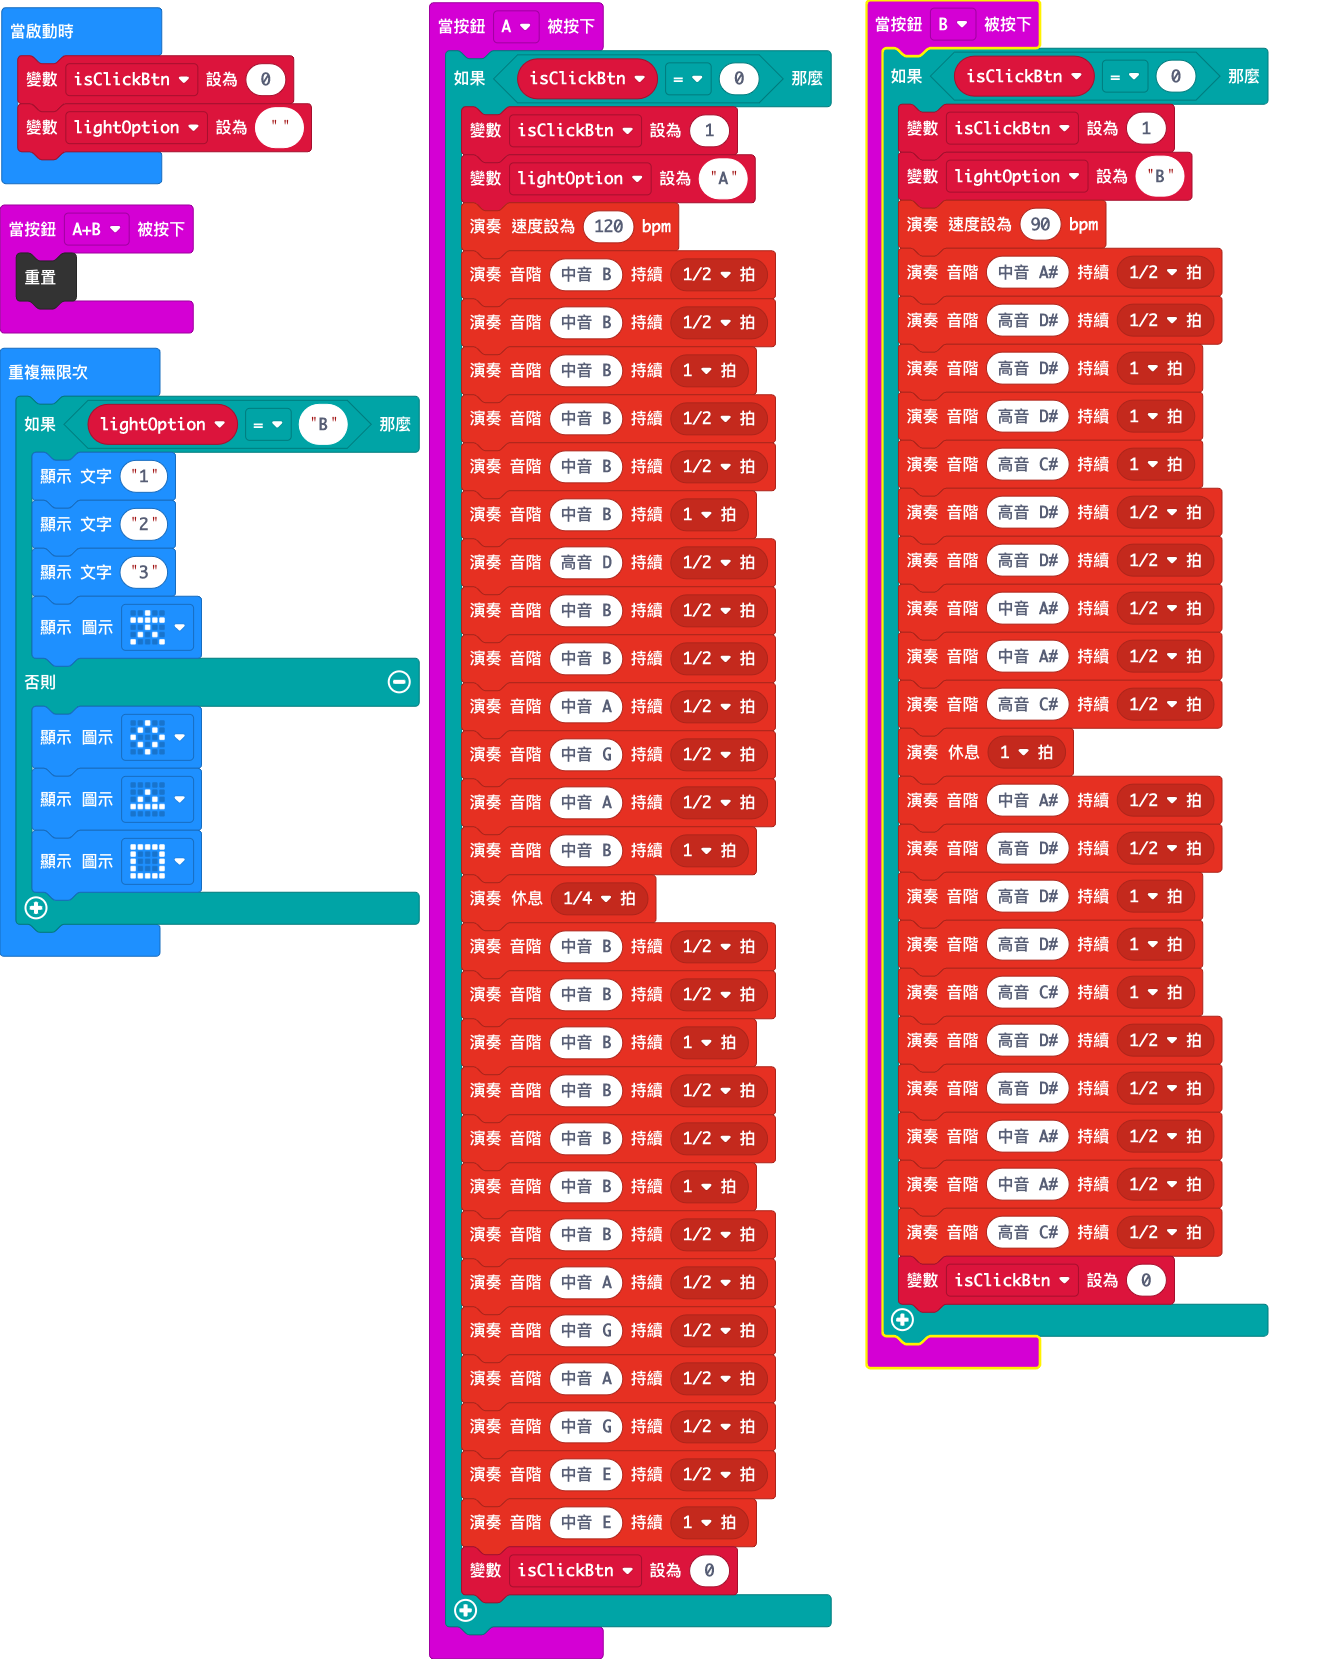 當啟動時
變數 isClickBtn 設為 0
變數 lightOption 設為 " "
當按鈕 A+B 被按下
重置
重複無限次
如果 lightOption = "B" 那麼
顯示 文字 "1"
顯示 文字 "2"
顯示 文字 "3"
顯示 圖示
否則
顯示 圖示
顯示 圖示
顯示 圖示
當按鈕 A 被按下
如果 isClickBtn = 0 那麼
變數 isClickBtn 設為 1
變數 lightOption 設為 "A"
演奏 速度設為 120 bpm
演奏 音階 中音 B 持續 1/2 拍
演奏 音階 中音 B 持續 1/2 拍
演奏 音階 中音 B 持續 1 拍
演奏 音階 中音 B 持續 1/2 拍
演奏 音階 中音 B 持續 1/2 拍
演奏 音階 中音 B 持續 1 拍
演奏 音階 高音 D 持續 1/2 拍
演奏 音階 中音 B 持續 1/2 拍
演奏 音階 中音 B 持續 1/2 拍
演奏 音階 中音 A 持續 1/2 拍
演奏 音階 中音 G 持續 1/2 拍
演奏 音階 中音 A 持續 1/2 拍
演奏 音階 中音 B 持續 1 拍
演奏 休息 1/4 拍
演奏 音階 中音 B 持續 1/2 拍
演奏 音階 中音 B 持續 1/2 拍
演奏 音階 中音 B 持續 1 拍
演奏 音階 中音 B 持續 1/2 拍
演奏 音階 中音 B 持續 1/2 拍
演奏 音階 中音 B 持續 1 拍
演奏 音階 中音 B 持續 1/2 拍
演奏 音階 中音 A 持續 1/2 拍
演奏 音階 中音 G 持續 1/2 拍
演奏 音階 中音 A 持續 1/2 拍
演奏 音階 中音 G 持續 1/2 拍
演奏 音階 中音 E 持續 1/2 拍
演奏 音階 中音 E 持續 1 拍
變數 isClickBtn 設為 0
當按鈕 B 被按下
如果 isClickBtn = 0 那麼
變數 isClickBtn 設為 1
變數 lightOption 設為 "B"
演奏 速度設為 90 bpm
演奏 音階 中音 A# 持續 1/2 拍
演奏 音階 高音 D# 持續 1/2 拍
演奏 音階 高音 D# 持續 1 拍
演奏 音階 高音 D# 持續 1 拍
演奏 音階 高音 C# 持續 1 拍
演奏 音階 高音 D# 持續 1/2 拍
演奏 音階 高音 D# 持續 1/2 拍
演奏 音階 中音 A# 持續 1/2 拍
演奏 音階 中音 A# 持續 1/2 拍
演奏 音階 高音 C# 持續 1/2 拍
演奏 休息 1 拍
演奏 音階 中音 A# 持續 1/2 拍
演奏 音階 高音 D# 持續 1/2 拍
演奏 音階 高音 D# 持續 1 拍
演奏 音階 高音 D# 持續 1 拍
演奏 音階 高音 C# 持續 1 拍
演奏 音階 高音 D# 持續 1/2 拍
演奏 音階 高音 D# 持續 1/2 拍
演奏 音階 中音 A# 持續 1/2 拍
演奏 音階 中音 A# 持續 1/2 拍
演奏 音階 高音 C# 持續 1/2 拍
變數 isClickBtn 設為 0